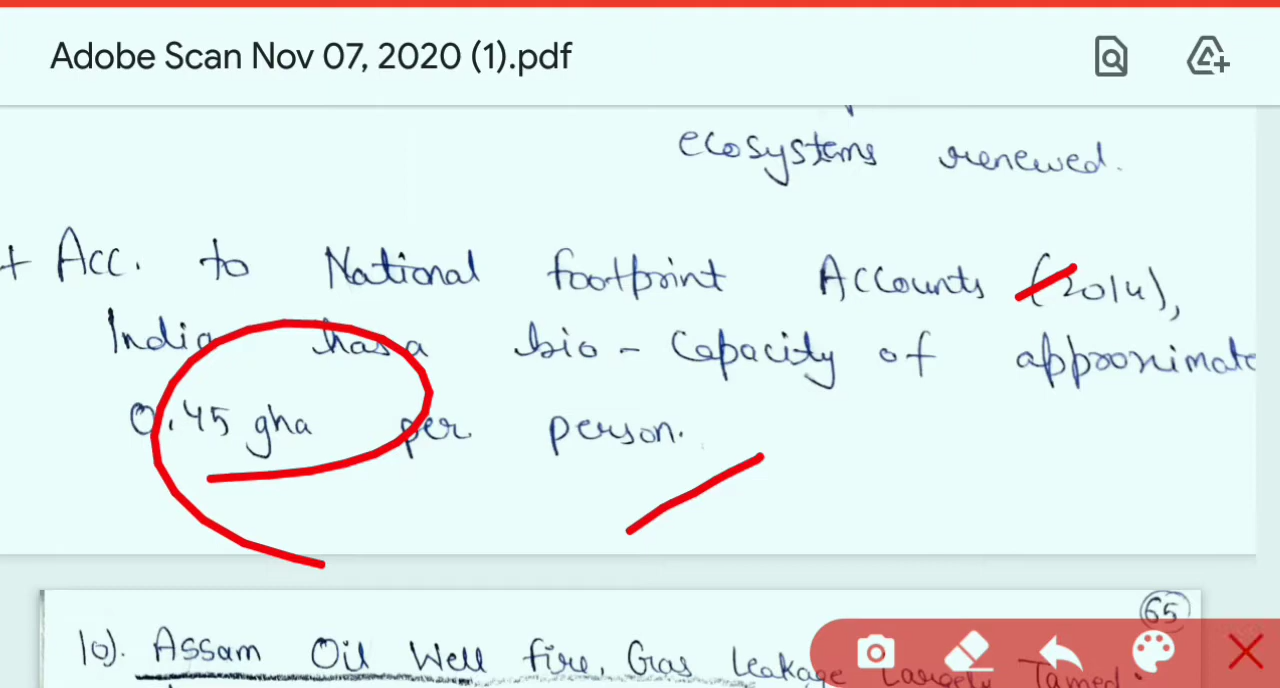 Adobe Scan Nov 07, 2020 (1).pdf
ecosystems renewed.
+ Acc. to National footprint Accounts (2014),
India has a bio - Capacity of approximate
0.45 gha per person.
65
10). Assam Oil Well fire, Gas Leakage Largely Tamed.